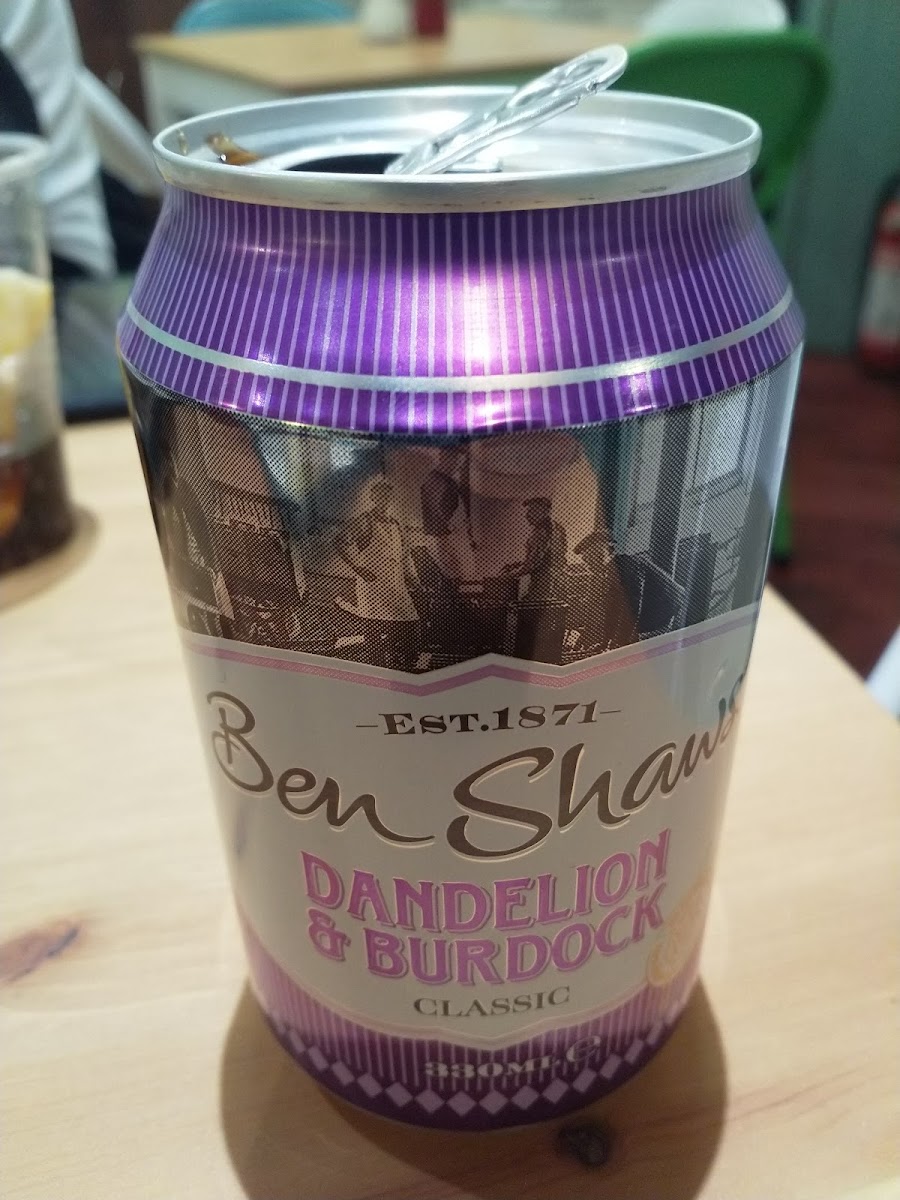 –EST.1871–
Ben Shaws
DANDELION
& BURDOCK
CLASSIC
330ML e